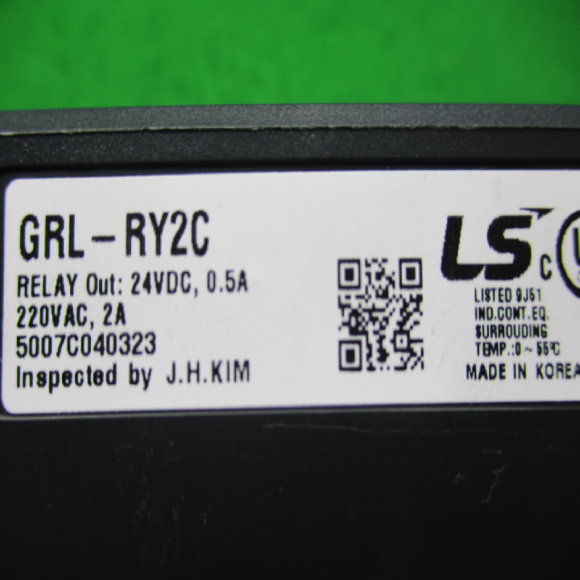 GRL-RY2C
RELAY Out: 24VDC, 0.5A
220VAC, 2A
5007C040323
Inspected by J.H.KIM
LS
C
LISTED 9J51
IND.CONT.EQ.
SURROUDING
TEMP.:0~55℃
MADE IN KOREA